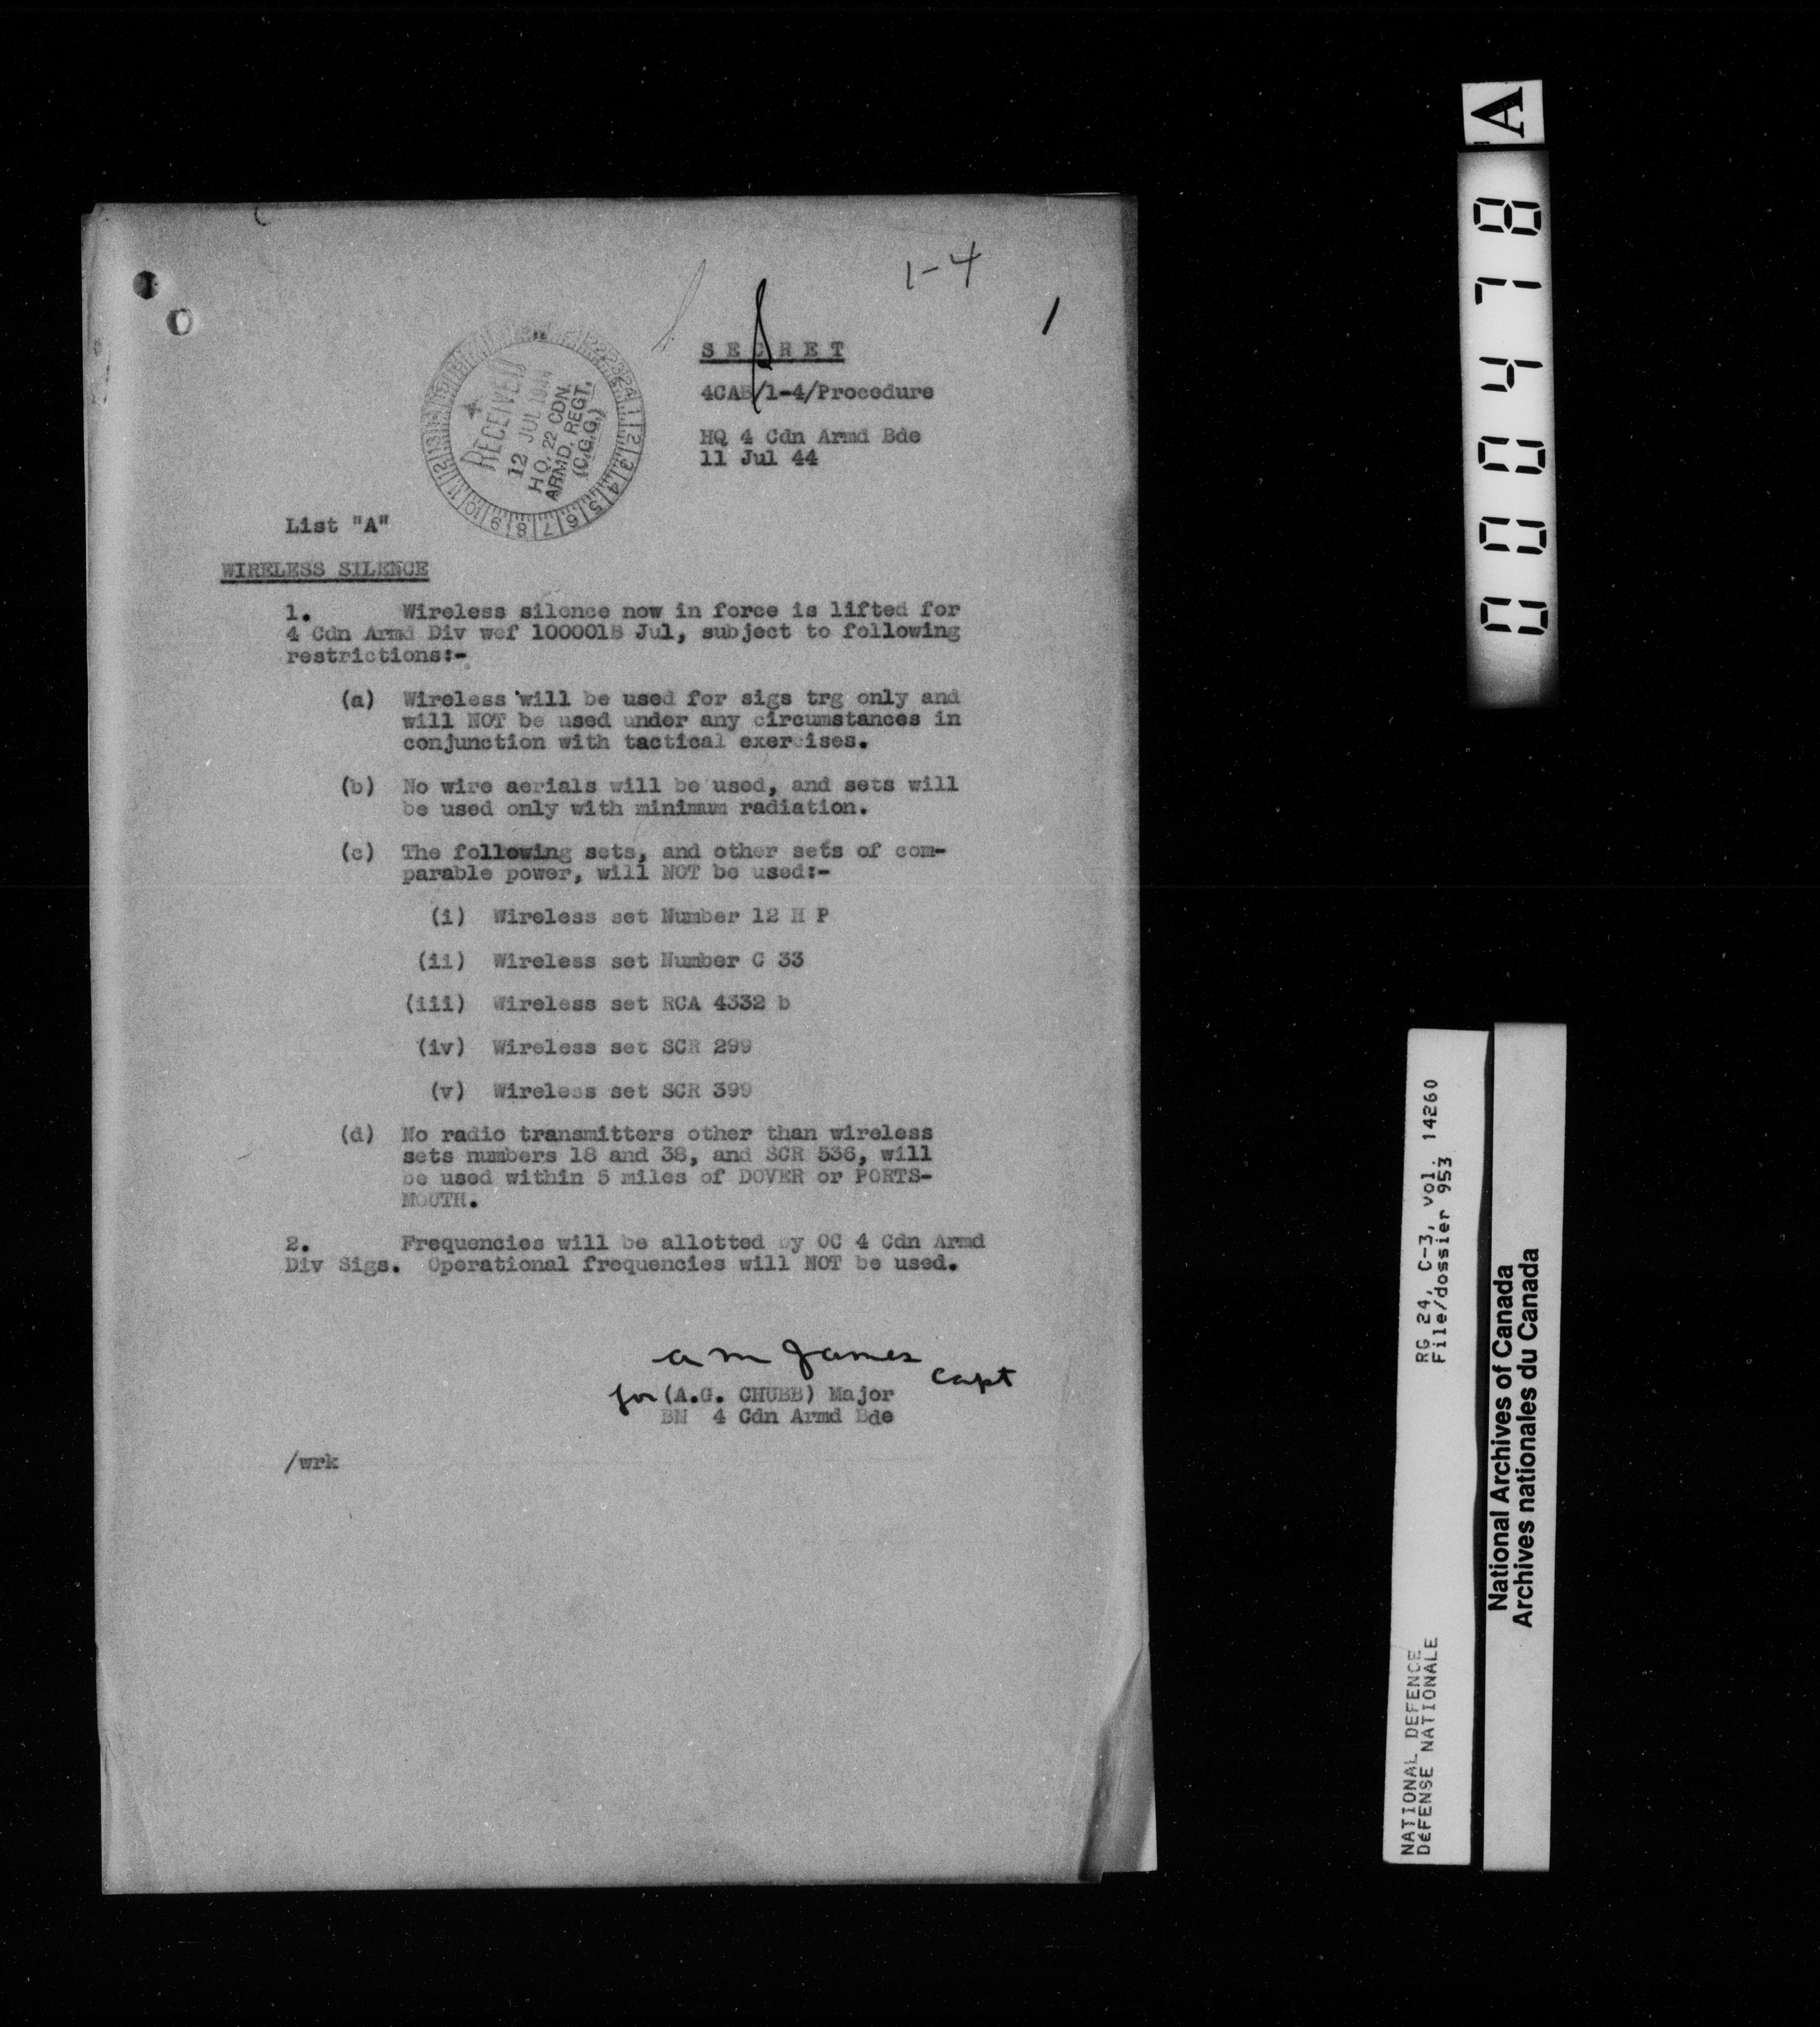 1-4
/
S E C R E T
4CAB/1-4/Procedure
HQ 4 Cdn Armd Bde
11 Jul 44
RECEIVED
12 JUL 1944
HQ, 22 CDN.
ARMD. REGT.
(C.G.G.)
List "A"
WIRELESS SILENCE
1. Wireless silence now in force is lifted for
4 Cdn Armd Div wef 100001B Jul, subject to following
restrictions:-
(a) Wireless will be used for sigs trg only and
will NOT be used under any circumstances in
conjunction with tactical exercises.
(b) No wire aerials will be used, and sets will
be used only with minimum radiation.
(c) The following sets, and other sets of com-
parable power, will NOT be used:-
(i) Wireless set Number 12 H P
(ii) Wireless set Number C 33
(iii) Wireless set RCA 4332 b
(iv) Wireless set SCR 299
(v) Wireless set SCR 399
(d) No radio transmitters other than wireless
sets numbers 18 and 38, and SCR 536, will
be used within 5 miles of DOVER or PORTS-
MOUTH.
2. Frequencies will be allotted by OC 4 Cdn Armd
Div Sigs. Operational frequencies will NOT be used.
a m James Capt
for (A.G. CHUBB) Major
BM 4 Cdn Armd Bde
/wrk
000478
A
NATIONAL DEFENCE RG 24, C-3, vol. 14260
DÉFENSE NATIONALE File/dossier 953
National Archives of Canada
Archives nationales du Canada